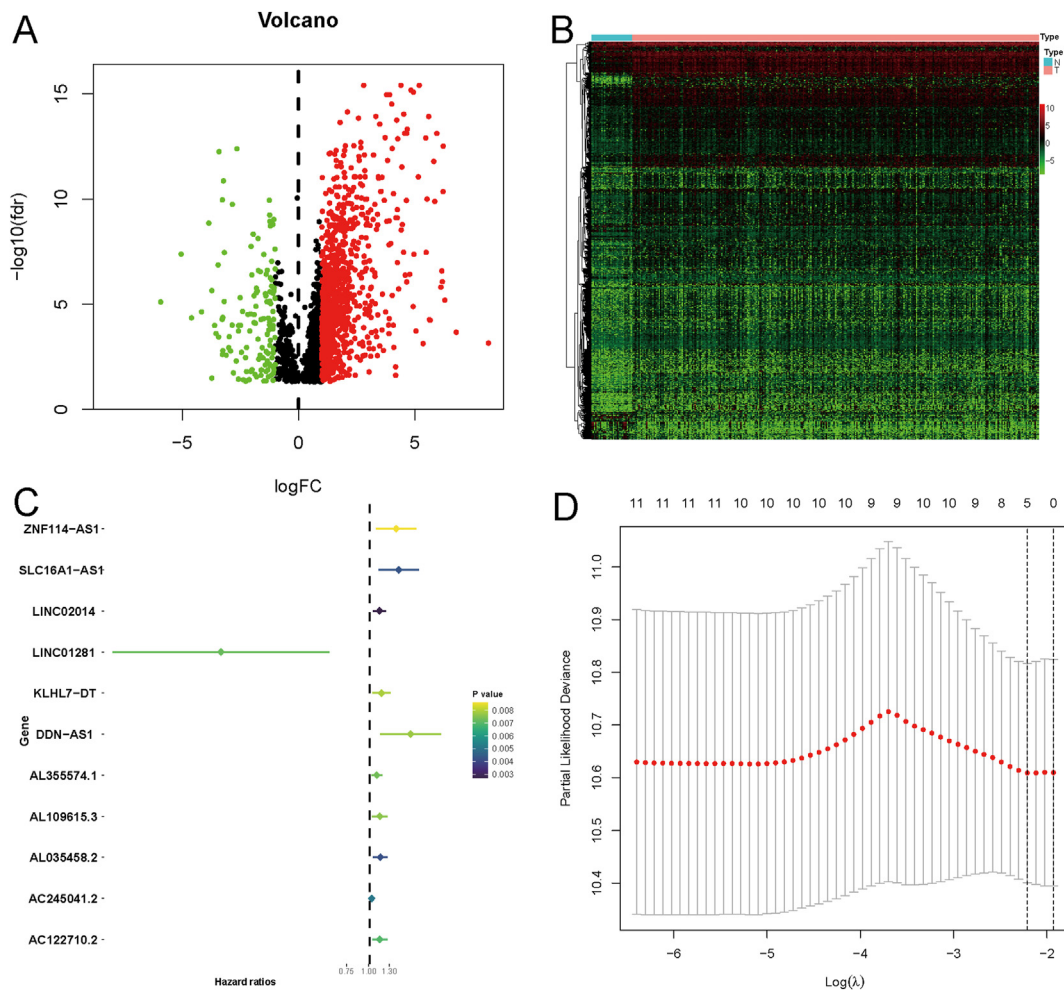 A
Volcano
−log10(fdr)
15
10
5
0
−5 0 5
logFC
B
Type
Type
N
T
10
5
0
−5
C
ZNF114−AS1
SLC16A1−AS1
LINC02014
LINC01281
KLHL7−DT
DDN−AS1
AL355574.1
AL109615.3
AL035458.2
AC245041.2
AC122710.2
Gene
P value
0.008
0.007
0.006
0.005
0.004
0.003
0.75 1.00 1.30
Hazard ratios
D
11 11 11 11 10 10 10 10 10 9 9 10 10 9 8 5 0
Partial Likelihood Deviance
11.0
10.9
10.8
10.7
10.6
10.5
10.4
−6 −5 −4 −3 −2
Log(λ)